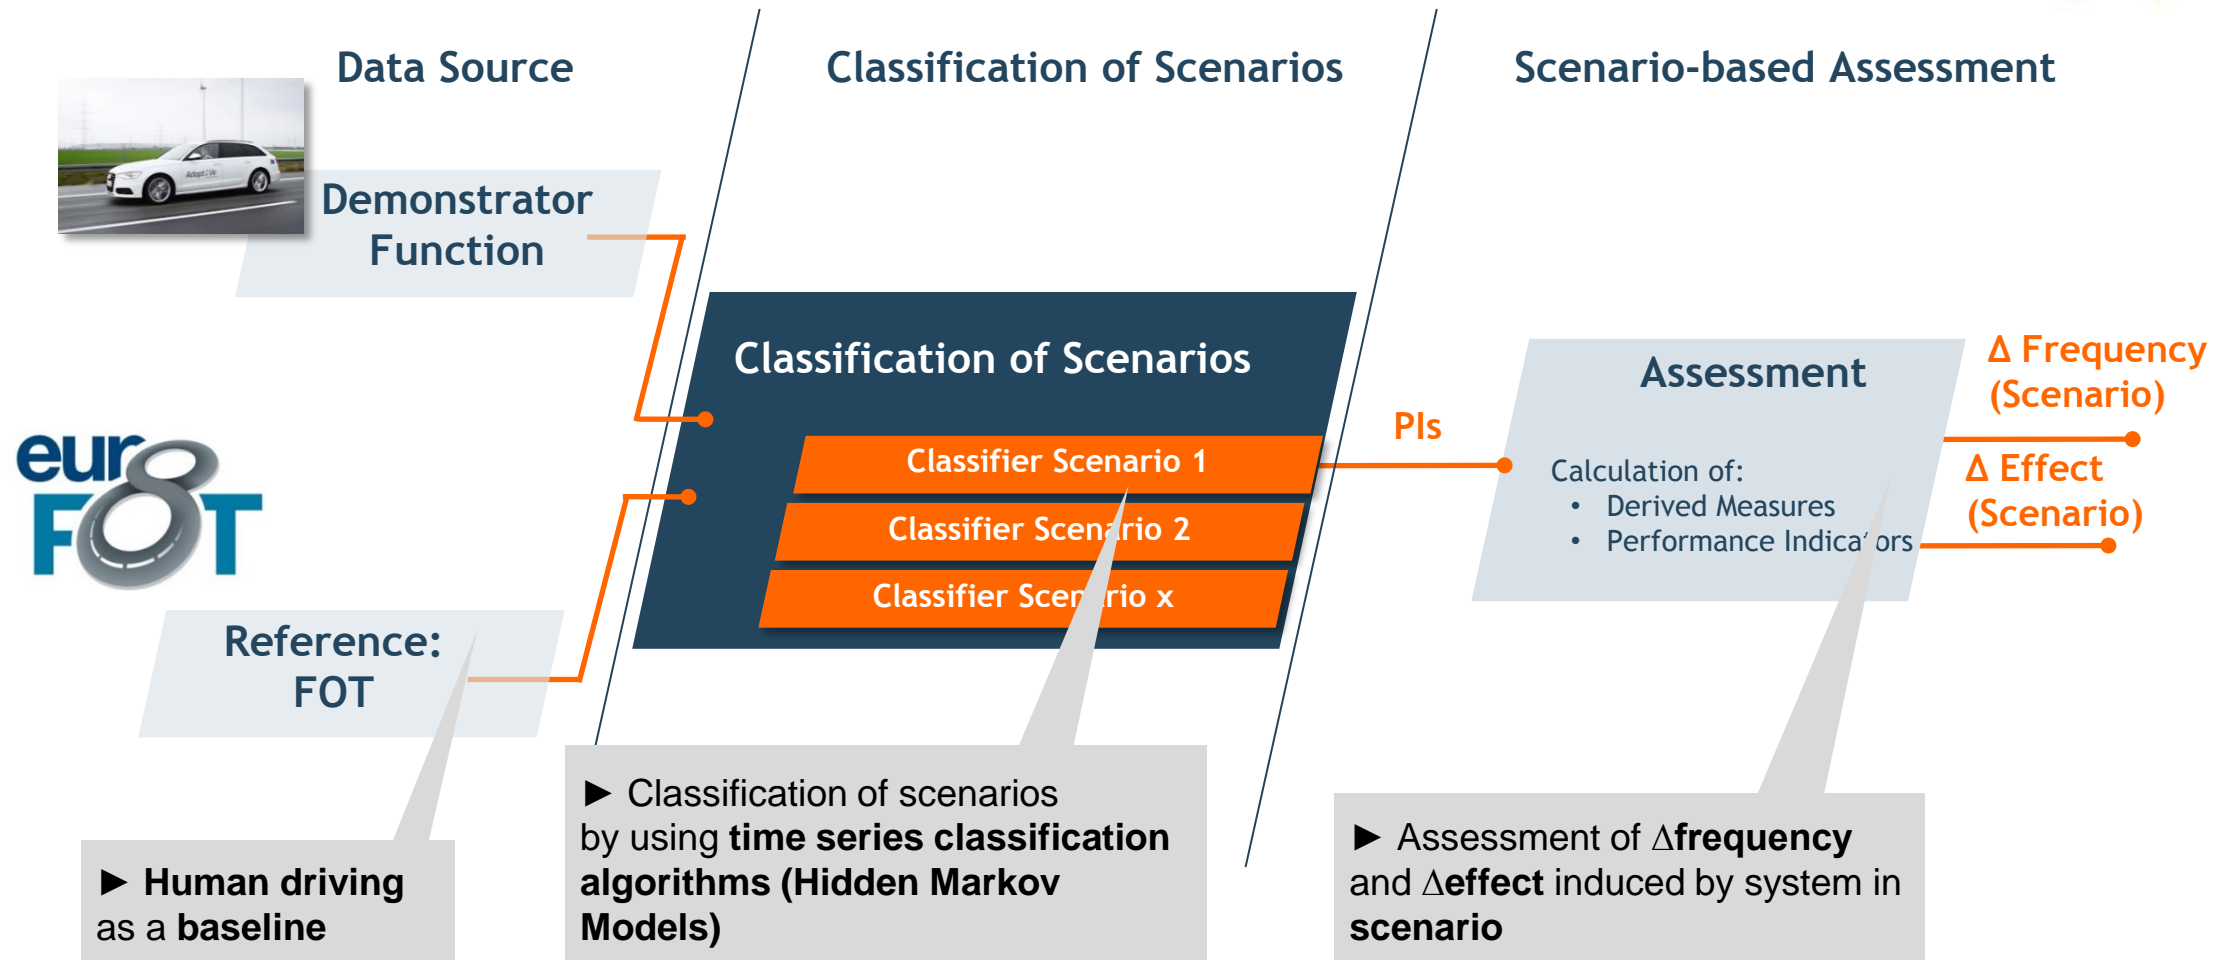 Data Source
Classification of Scenarios
Scenario-based Assessment
Demonstrator
Function
Classification of Scenarios
Classifier Scenario 1
Classifier Scenario 2
Classifier Scenario x
PIs
Assessment
Calculation of:
• Derived Measures
• Performance Indicators
Δ Frequency
(Scenario)
Δ Effect
(Scenario)
euro
FOT
Reference:
FOT
► Human driving
as a baseline
► Classification of scenarios
by using time series classification
algorithms (Hidden Markov
Models)
► Assessment of Δfrequency
and Δeffect induced by system in
scenario